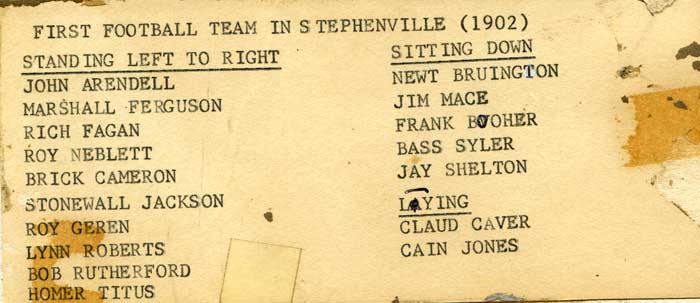 FIRST FOOTBALL TEAM IN STEPHENVILLE (1902)
STANDING LEFT TO RIGHT
JOHN ARENDELL
MARSHALL FERGUSON
RICH FAGAN
ROY NEBLETT
BRICK CAMERON
STONEWALL JACKSON
ROY GEREN
LYNN ROBERTS
BOB RUTHERFORD
HOMER TITUS
SITTING DOWN
NEWT BRUINGTON
JIM MACE
FRANK BOOHER
BASS SYLER
JAY SHELTON
LAYING
CLAUD CAVER
CAIN JONES